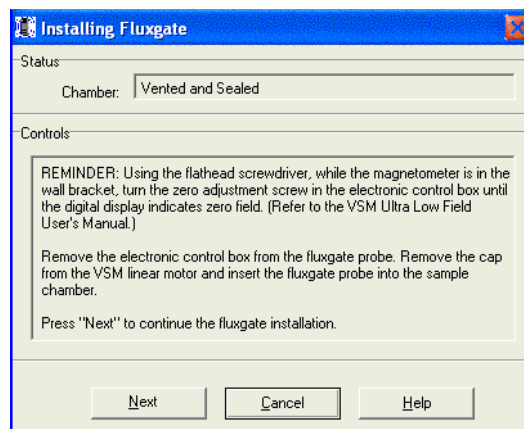 Installing Fluxgate
Status
Chamber: Vented and Sealed
Controls
REMINDER: Using the flathead screwdriver, while the magnetometer is in the
wall bracket, turn the zero adjustment screw in the electronic control box until
the digital display indicates zero field. (Refer to the VSM Ultra Low Field
User's Manual.)
Remove the electronic control box from the fluxgate probe. Remove the cap
from the VSM linear motor and insert the fluxgate probe into the sample
chamber.
Press "Next" to continue the fluxgate installation.
Next Cancel Help